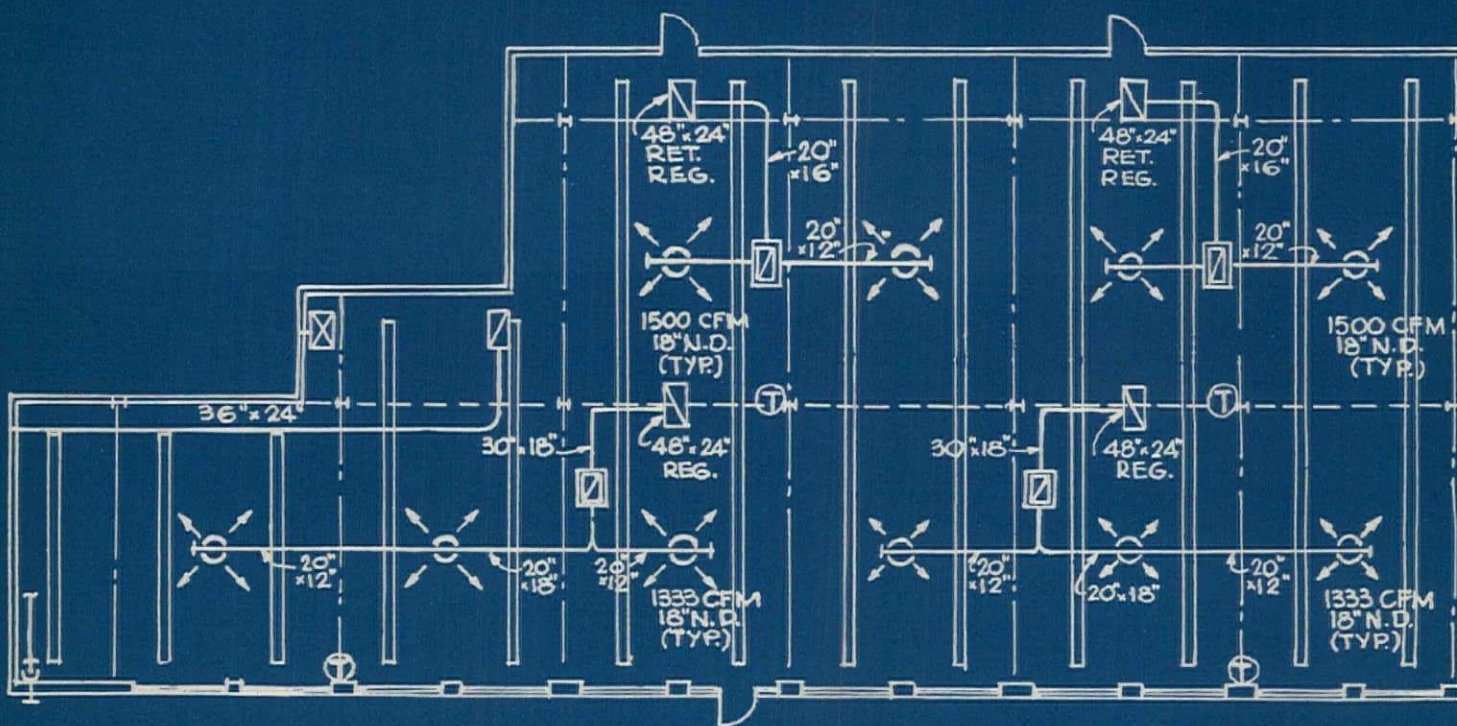 48"x24"
RET.
REG.
20"
x16"
48"x24"
RET.
REG.
20"
x16"
20"
x12"
20"
x12"
1500 CFM
18" N.D.
(TYP.)
1500 CFM
18" N.D.
(TYP.)
36"x24"
T
T
30"x18"
48"x24"
REG.
30"x18"
48"x24"
REG.
20"
x12"
20"
x18"
20"
x12"
20"
x12"
20"x18"
20"
x12"
1333 CFM
18" N.D.
(TYP.)
1333 CFM
18" N.D.
(TYP.)
T
T